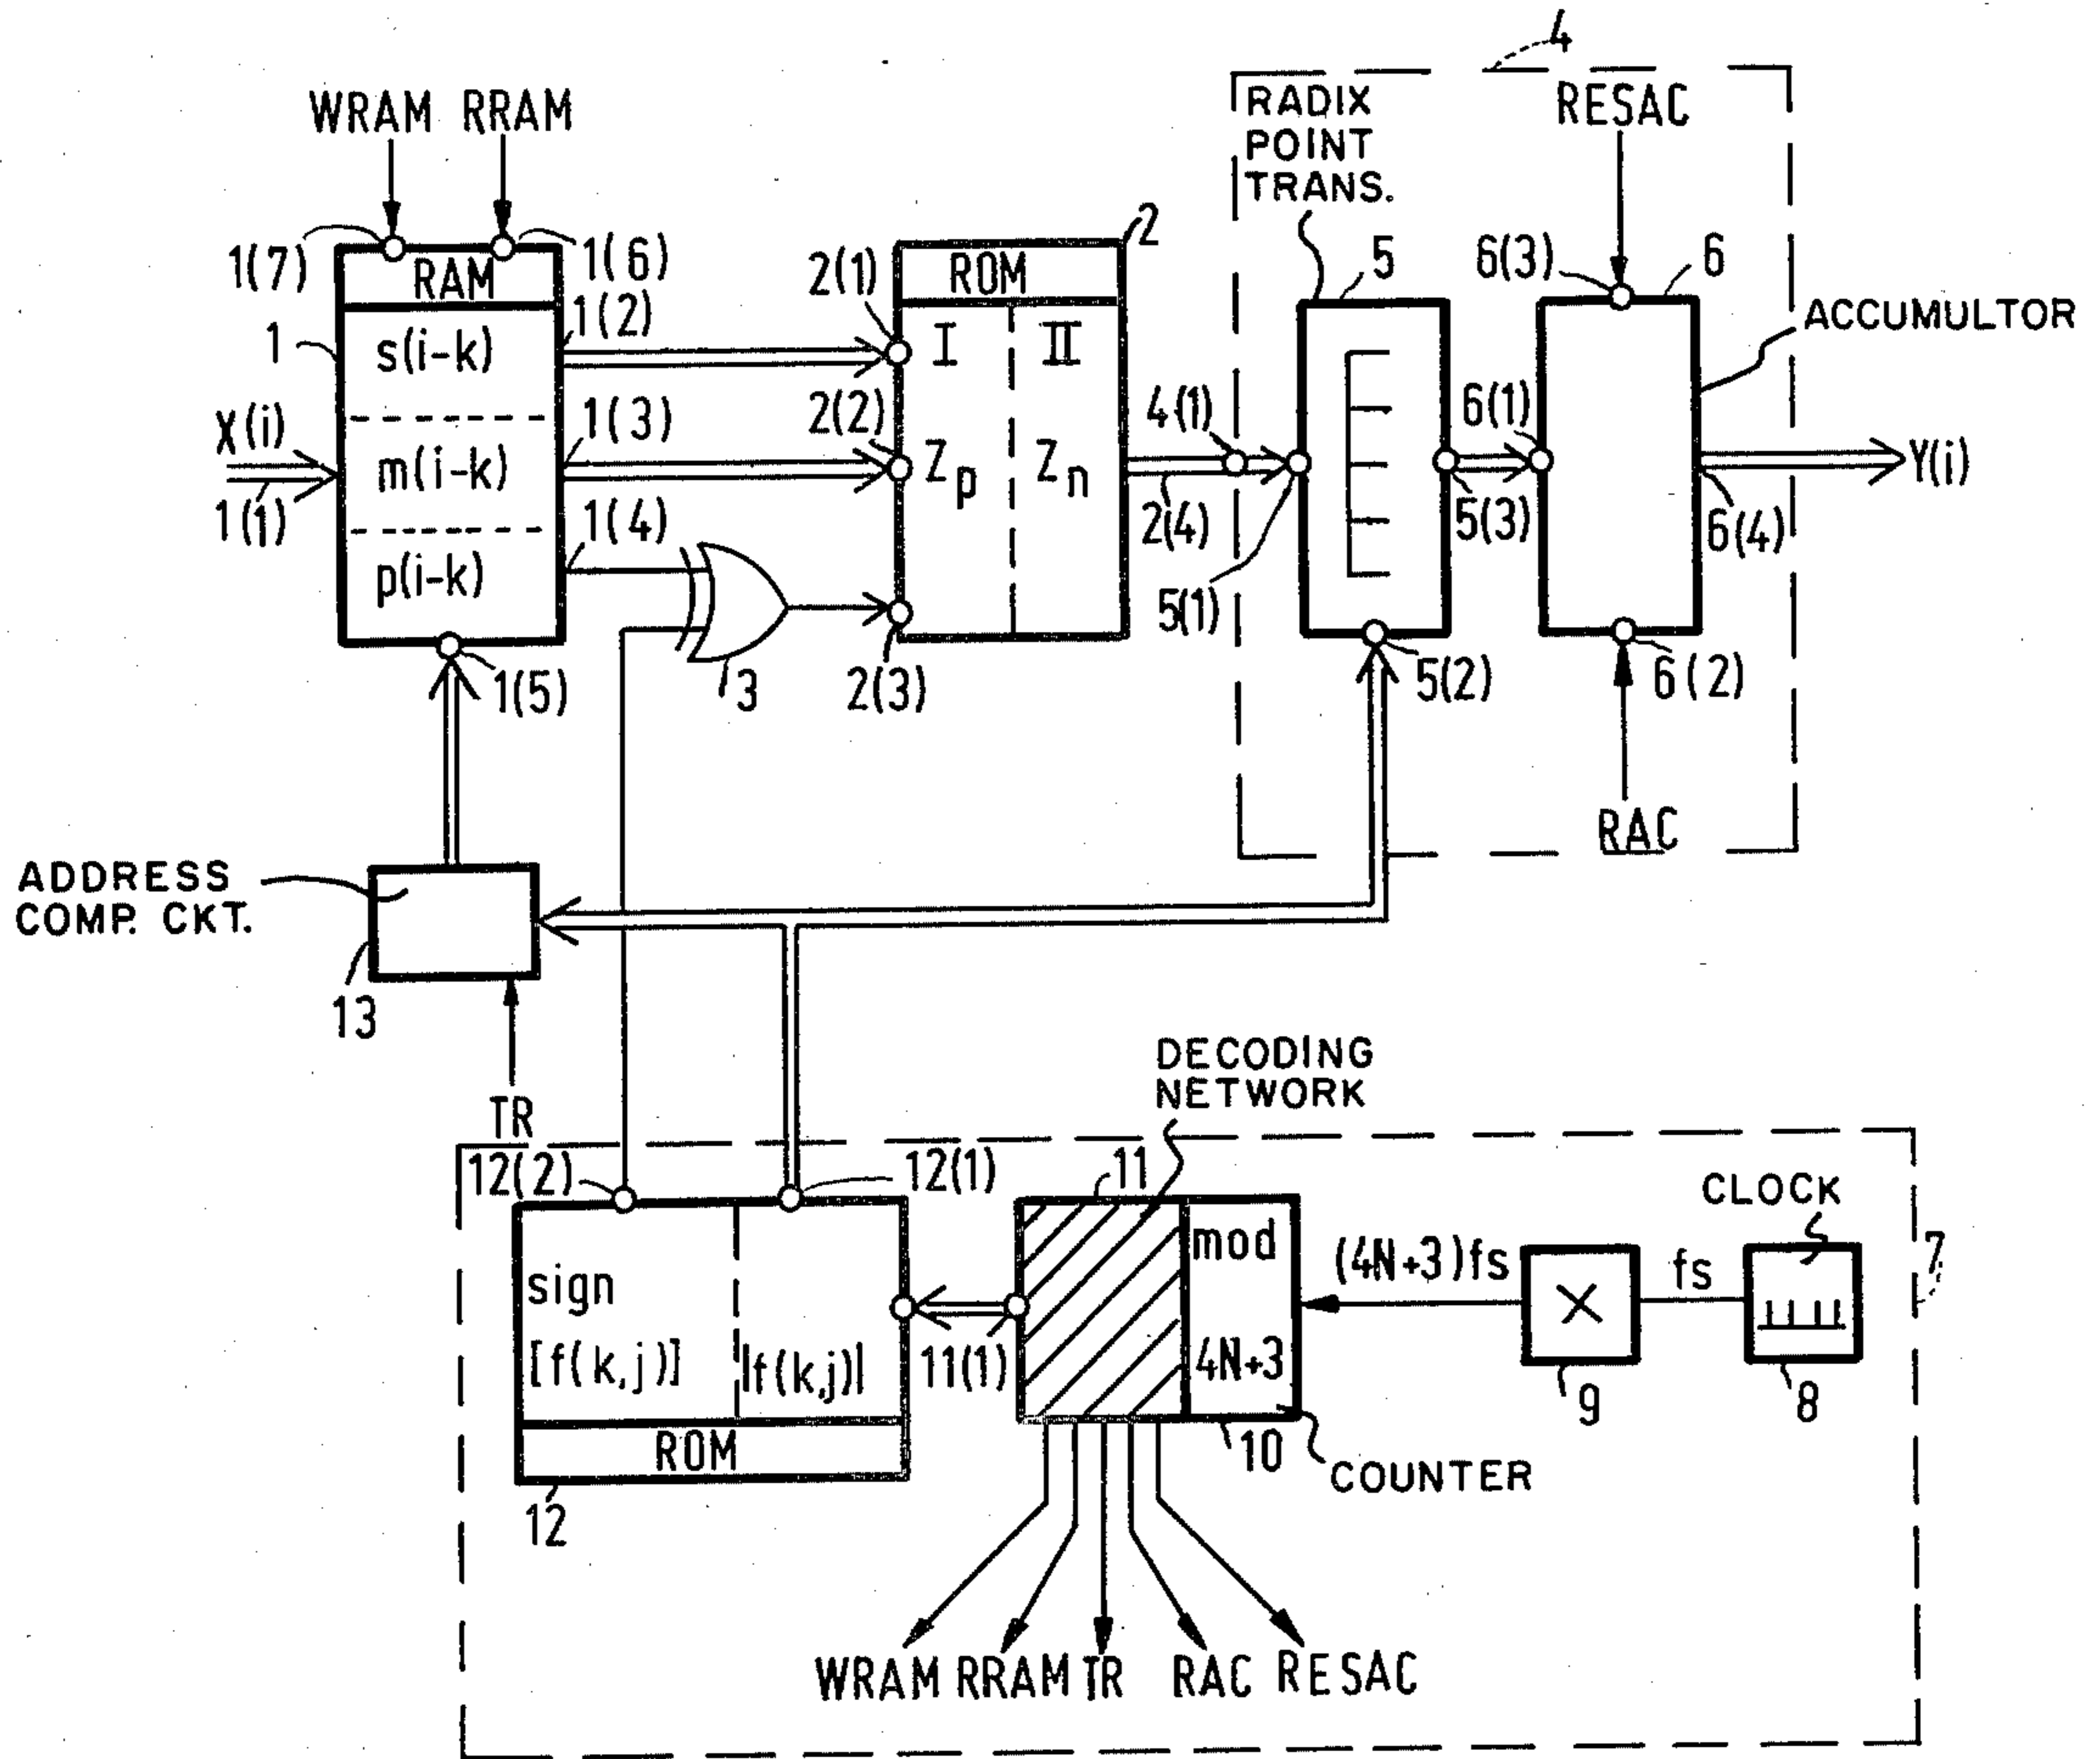 4
RADIX
POINT
TRANS.
RESAC
WRAM RRAM
1(7)
1(6)
RAM
2
2(1)
ROM
5
6(3)
6
ACCUMULTOR
1
s(i-k)
1(2)
I
II
X(i)
1(1)
m(i-k)
1(3)
2(2)
Zp
Zn
4(1)
2(4)
6(1)
5(3)
Y(i)
6(4)
p(i-k)
1(4)
5(1)
1(5)
3
2(3)
5(2)
6(2)
RAC
ADDRESS
COMP. CKT.
13
TR
DECODING
NETWORK
12(2)
12(1)
11
CLOCK
7
sign
[f(k,j)]
|f(k,j)|
11(1)
mod
4N+3
(4N+3)fs
fs
9
8
ROM
12
10
COUNTER
WRAM RRAM TR RAC RESAC